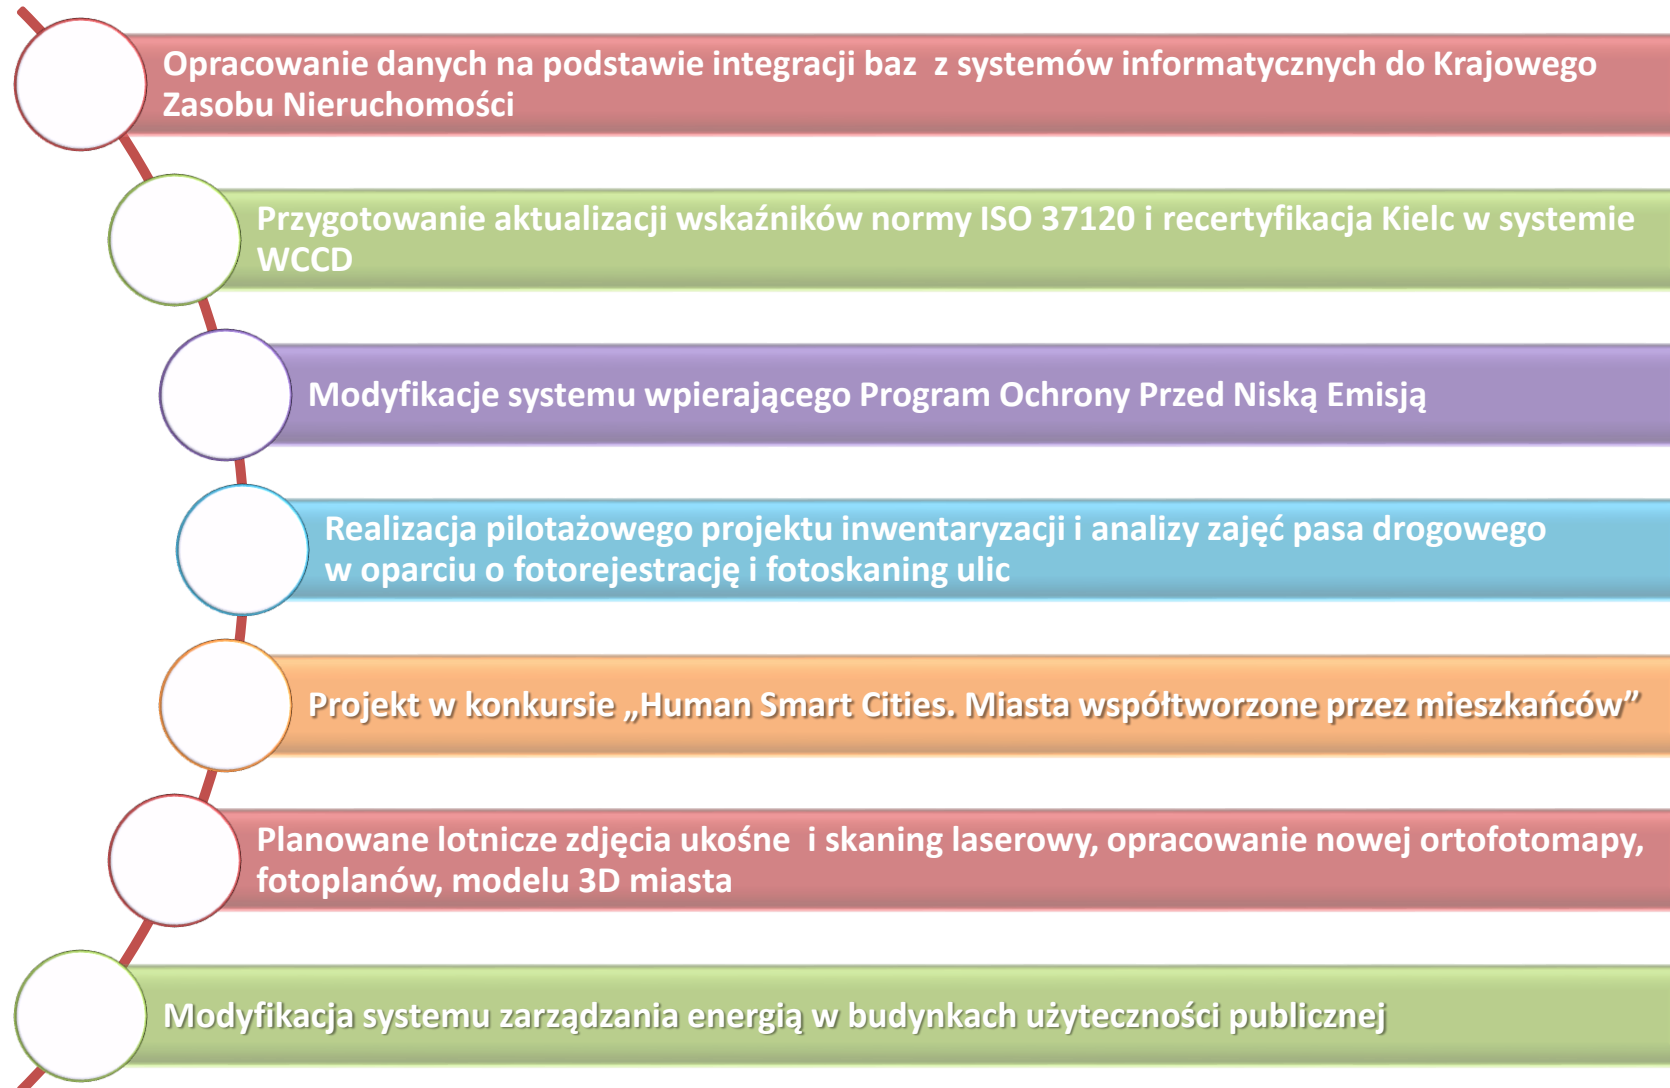 Opracowanie danych na podstawie integracji baz  z systemów informatycznych do Krajowego
Zasobu Nieruchomości
Przygotowanie aktualizacji wskaźników normy ISO 37120 i recertyfikacja Kielc w systemie
WCCD
Modyfikacje systemu wpierającego Program Ochrony Przed Niską Emisją
Realizacja pilotażowego projektu inwentaryzacji i analizy zajęć pasa drogowego
w oparciu o fotorejestrację i fotoskaning ulic
Projekt w konkursie „Human Smart Cities. Miasta współtworzone przez mieszkańców”
Planowane lotnicze zdjęcia ukośne  i skaning laserowy, opracowanie nowej ortofotomapy,
fotoplanów, modelu 3D miasta
Modyfikacja systemu zarządzania energią w budynkach użyteczności publicznej